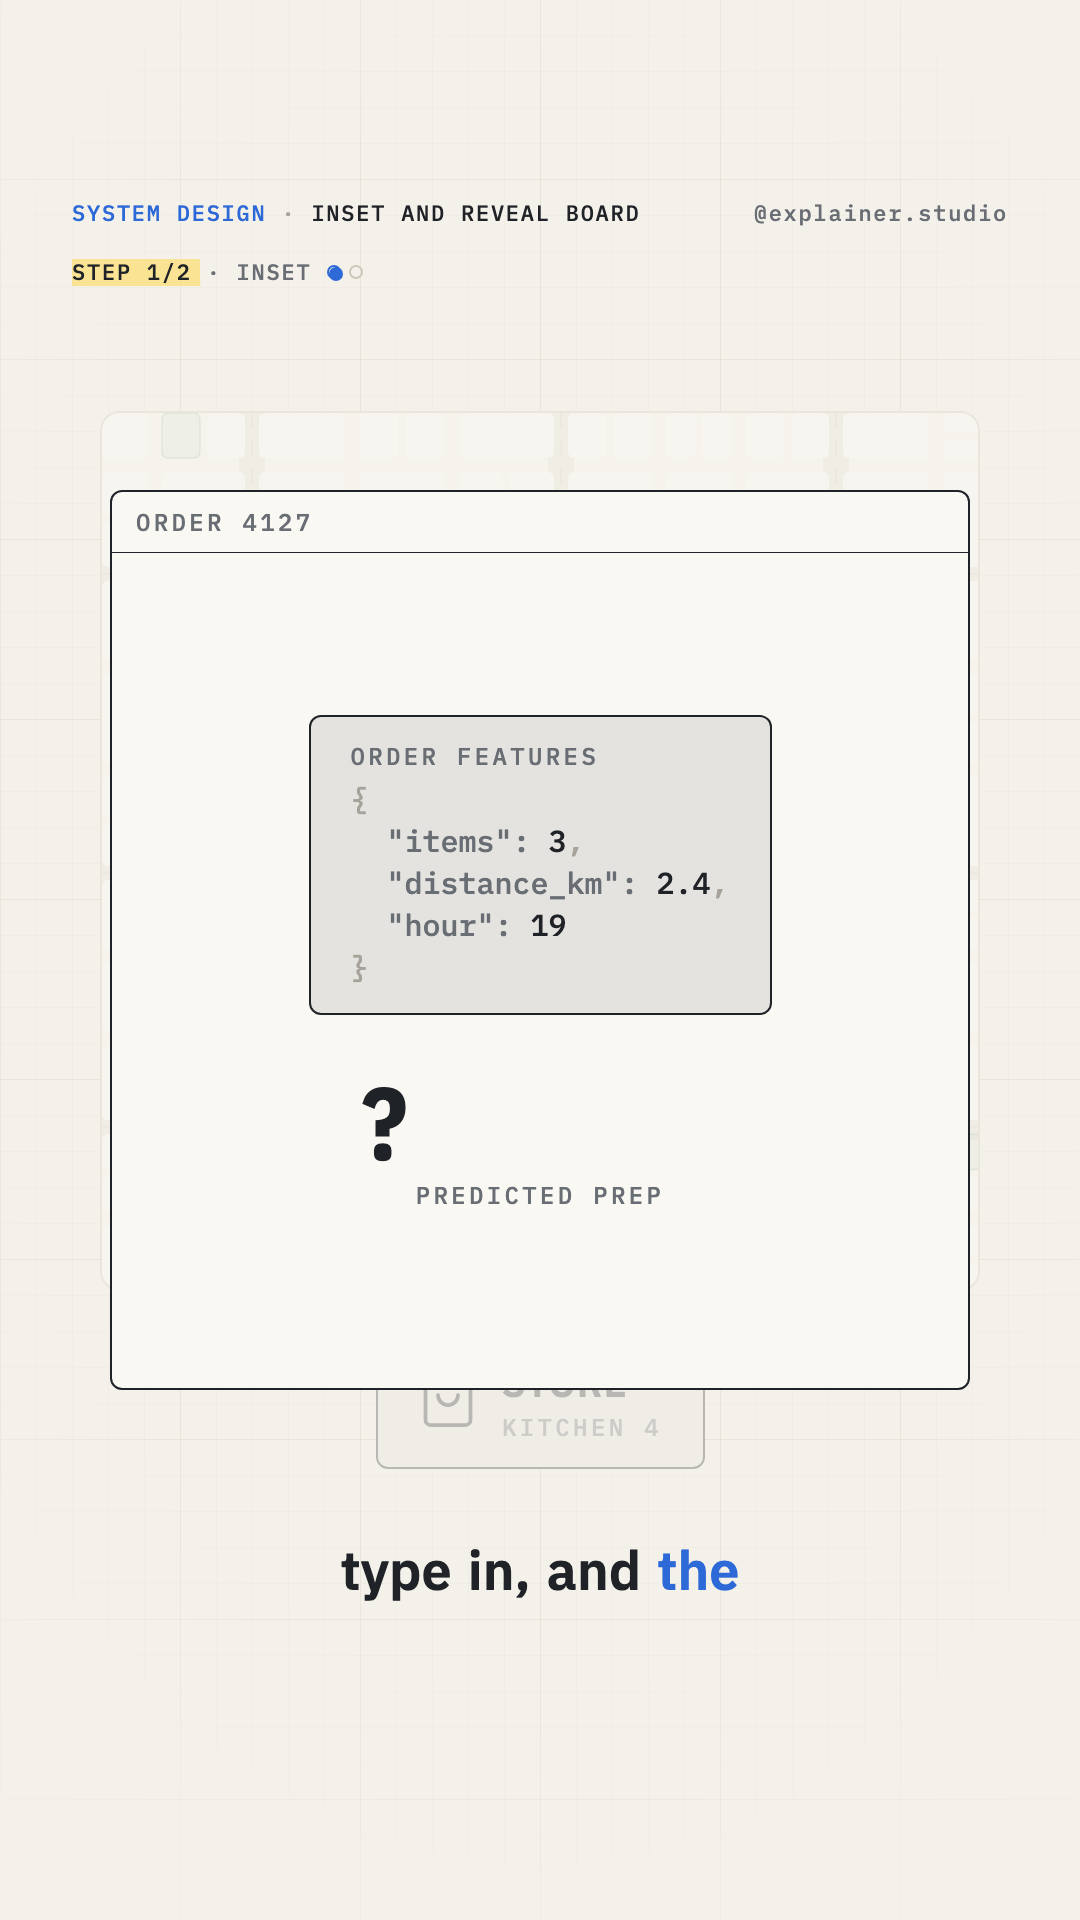 SYSTEM DESIGN · INSET AND REVEAL BOARD
@explainer.studio
STEP 1/2 · INSET
ORDER 4127
ORDER FEATURES
{
"items": 3,
"distance_km": 2.4,
"hour": 19
}
?
PREDICTED PREP
STORE
KITCHEN 4
type in, and the